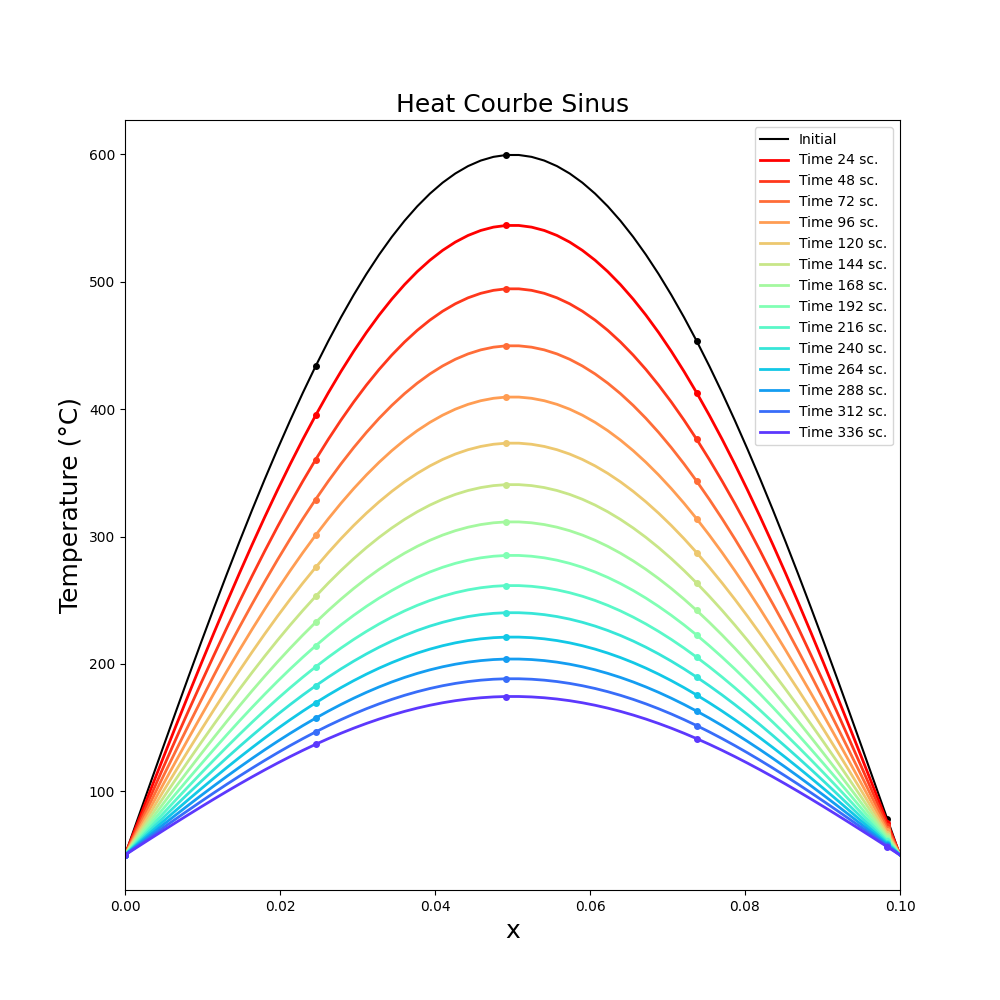 Heat Courbe Sinus
Temperature (°C)
600
500
400
300
200
100
0.00
0.02
0.04
0.06
0.08
0.10
x
Initial
Time 24 sc.
Time 48 sc.
Time 72 sc.
Time 96 sc.
Time 120 sc.
Time 144 sc.
Time 168 sc.
Time 192 sc.
Time 216 sc.
Time 240 sc.
Time 264 sc.
Time 288 sc.
Time 312 sc.
Time 336 sc.